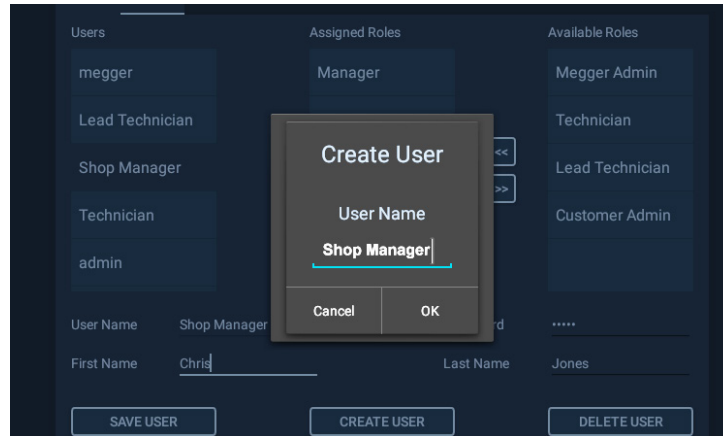 Users Assigned Roles Available Roles
megger Manager Megger Admin
Lead Technician Technician
Create User <<
Shop Manager Lead Technician
>>
Technician User Name Customer Admin
Shop Manager
admin
Cancel OK
User Name Shop Manager rd •••••
First Name Chris Last Name Jones
SAVE USER CREATE USER DELETE USER